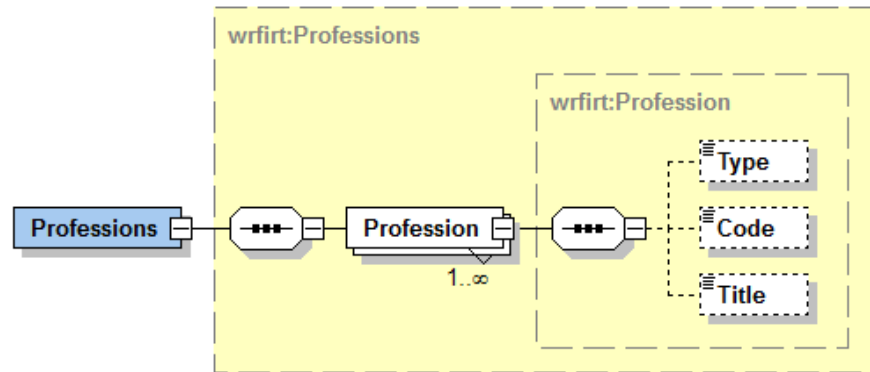 wrfirt:Professions
wrfirt:Profession
Type
Professions
Profession
Code
1..∞
Title